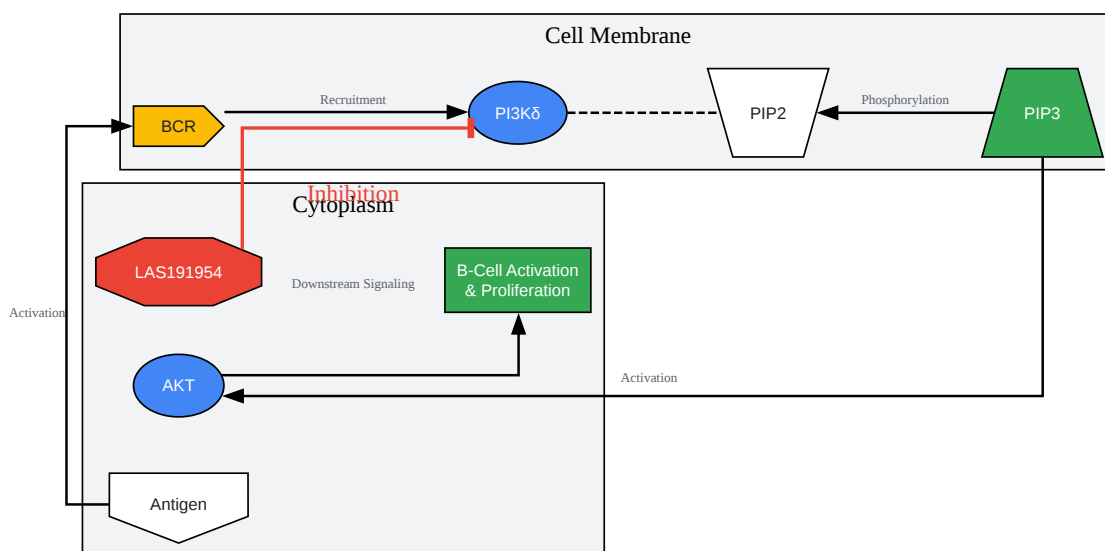 Cell Membrane
Recruitment
Phosphorylation
BCR
PI3Kδ
PIP2
PIP3
Inhibition
Cytoplasm
LAS191954
Downstream Signaling
B-Cell Activation
& Proliferation
Activation
AKT
Activation
Antigen